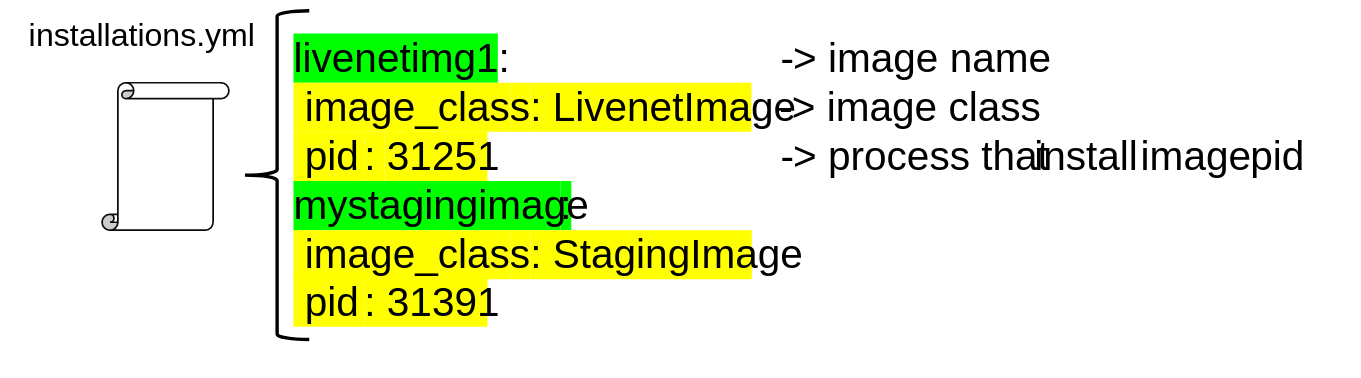 installations.yml
livenetimg1: -> image name
image_class: LivenetImage -> image class
pid : 31251 -> process that install image pid
mystagingimage:
image_class: StagingImage
pid : 31391